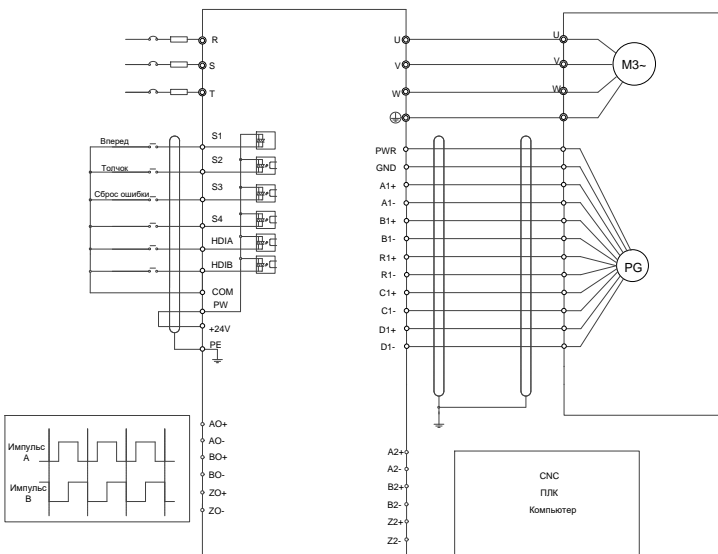 R
S
T
Вперед
S1
Толчок
S2
Сброс ошибки
S3
S4
HDIA
HDIB
COM
PW
+24V
PE
U
V
W
U
V
W
M3~
PWR
GND
A1+
A1-
B1+
B1-
R1+
R1-
C1+
C1-
D1+
D1-
PG
Импульс
A
Импульс
B
AO+
AO-
BO+
BO-
ZO+
ZO-
A2+
A2-
B2+
B2-
Z2+
Z2-
CNC
ПЛК
Компьютер